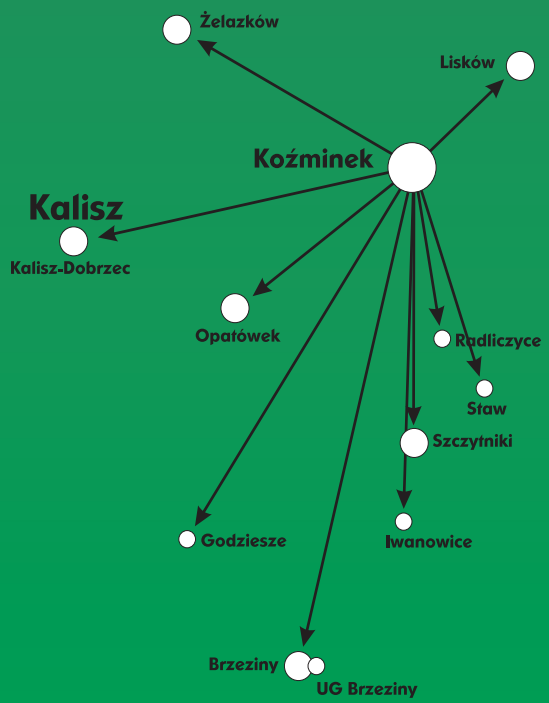 Żelazków
Lisków
Koźminek
Kalisz
Kalisz-Dobrzec
Opatówek
Radliczyce
Staw
Szczytniki
Godziesze
Iwanowice
Brzeziny
UG Brzeziny